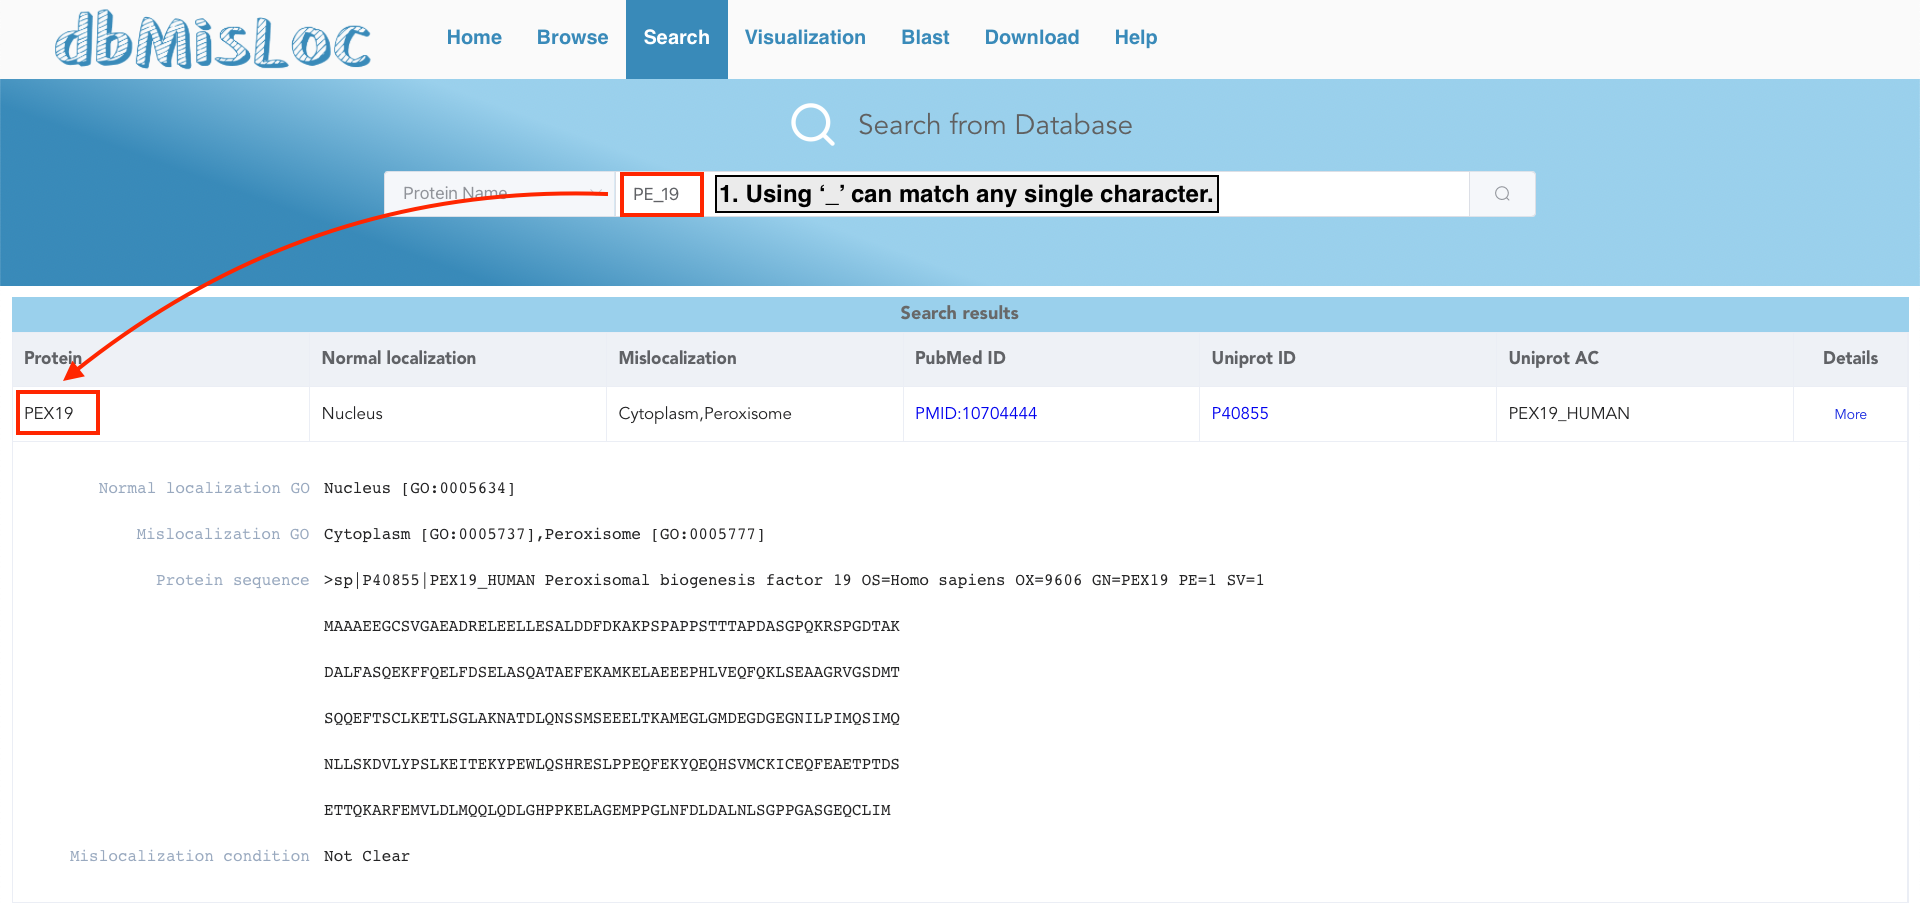 dbMisLoc
Home Browse Search Visualization Blast Download Help
Search from Database
Protein Name PE_19 1. Using ‘_’ can match any single character.
Search results
Protein Normal localization Mislocalization PubMed ID Uniprot ID Uniprot AC Details
PEX19 Nucleus Cytoplasm,Peroxisome PMID:10704444 P40855 PEX19_HUMAN More
Normal localization GO Nucleus [GO:0005634]
Mislocalization GO Cytoplasm [GO:0005737],Peroxisome [GO:0005777]
Protein sequence >sp|P40855|PEX19_HUMAN Peroxisomal biogenesis factor 19 OS=Homo sapiens OX=9606 GN=PEX19 PE=1 SV=1
MAAAEEGCSVGAEADRELEELLESALDDFDKAKPSPAPPSTTTAPDASGPQKRSPGDTAK
DALFASQEKFFQELFDSELASQATAEFEKAMKELAEEEPHLVEQFQKLSEAAGRVGSDMT
SQQEFTSCLKETLSGLAKNATDLQNSSMSEEELTKAMEGLGMDEGDGEGNILPIMQSIMQ
NLLSKDVLYPSLKEITEKYPEWLQSHRESLPPEQFEKYQEQHSVMCKICEQFEAETPTDS
ETTQKARFEMVLDLMQQLQDLGHPPKELAGEMPPGLNFDLDALNLSGPPGASGEQCLIM
Mislocalization condition Not Clear